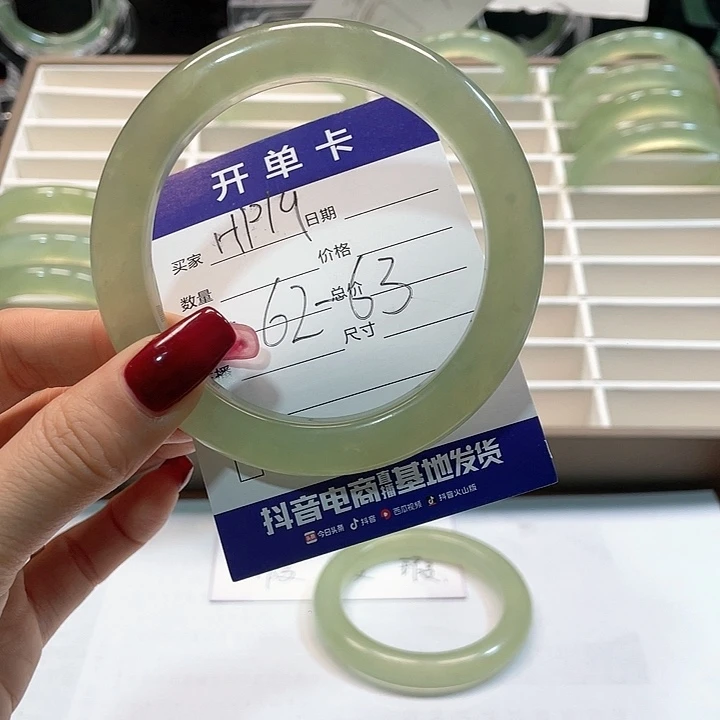 开单卡
买家 HP19 日期
数量 价格
62-63 总价
尺寸
播
抖音电商直播基地发货
今日头条 抖音 西瓜视频 抖音火山版